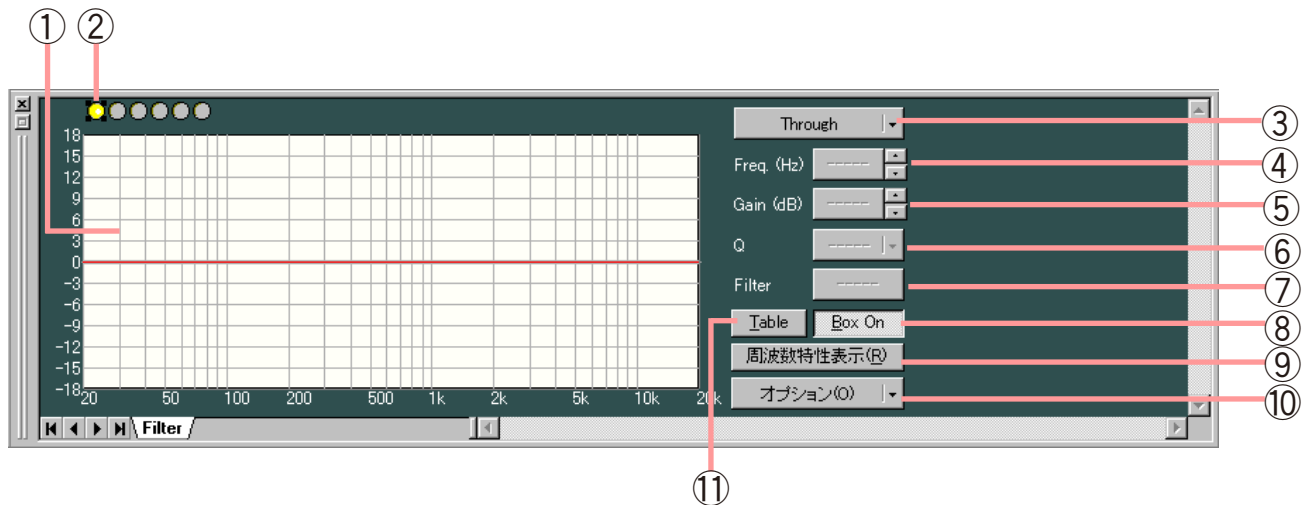 ① ②
Through ③
18
15
12
9
6
3
0
−3
−6
−9
−12
−15
−18
20 50 100 200 500 1k 2k 5k 10k 20k
Freq. (Hz) ----- ④
Gain (dB) ----- ⑤
Q ----- ⑥
Filter ----- ⑦
Table Box On ⑧
周波数特性表示(R) ⑨
オプション(O) ⑩
Filter
⑪